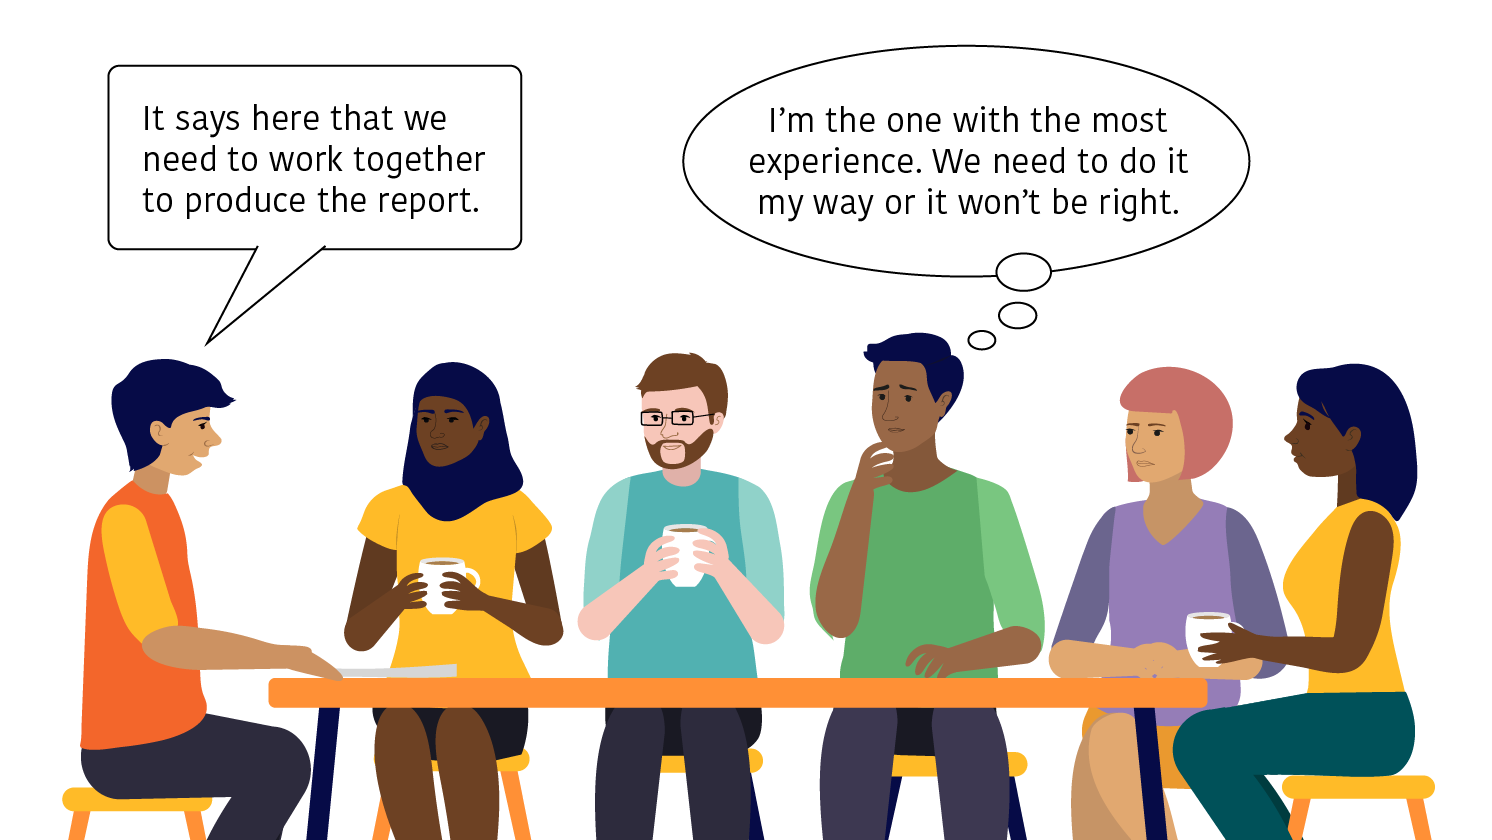 It says here that we
need to work together
to produce the report.
I’m the one with the most
experience. We need to do it
my way or it won’t be right.